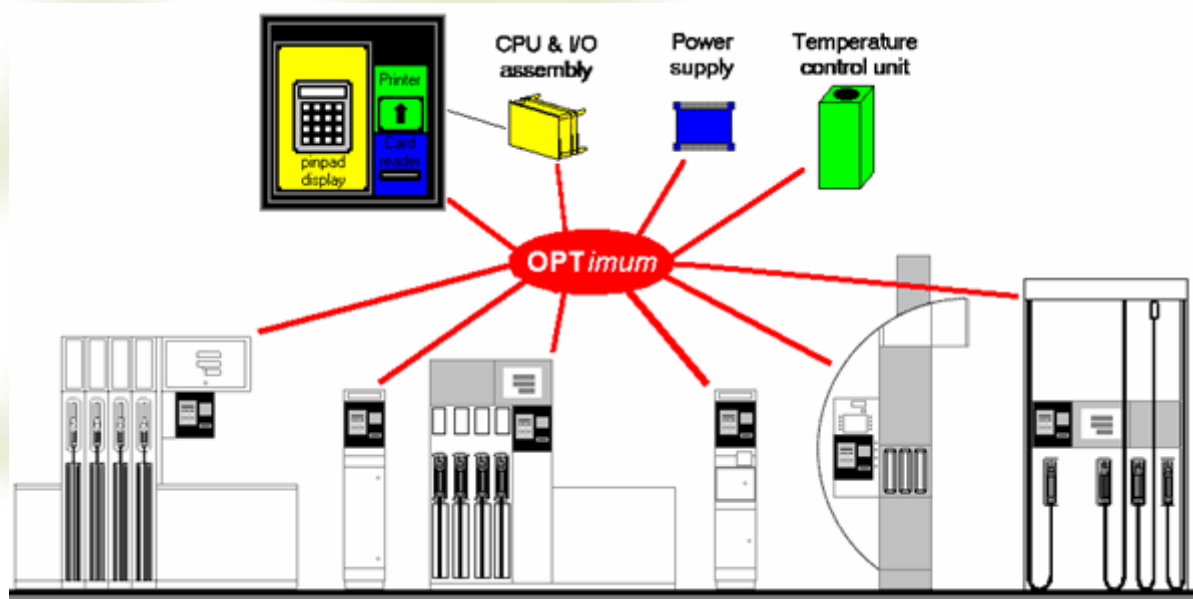 CPU & I/O
assembly
Power
supply
Temperature
control unit
Printer
Card
reader
pinpad
display
OPTimum